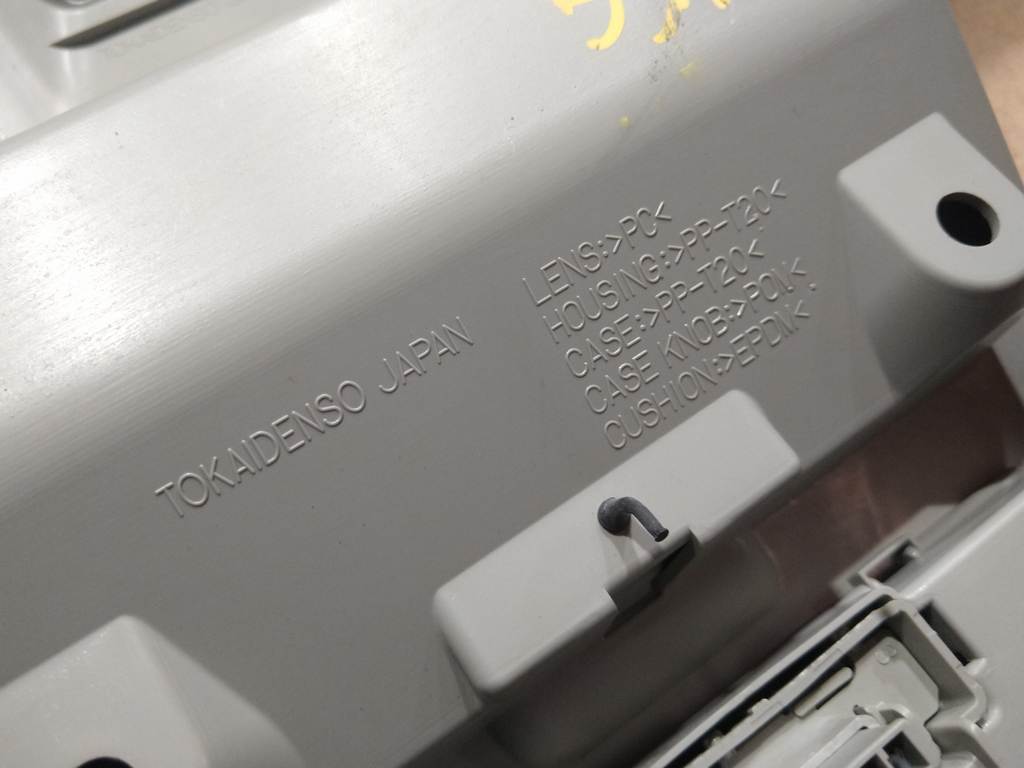 TOKAIDENSO JAPAN
LENS:>PC<
HOUSING:>PP-T20<
CASE:>PP-T20<
CASE KNOB:>POM<
CUSHION:>EPDM<